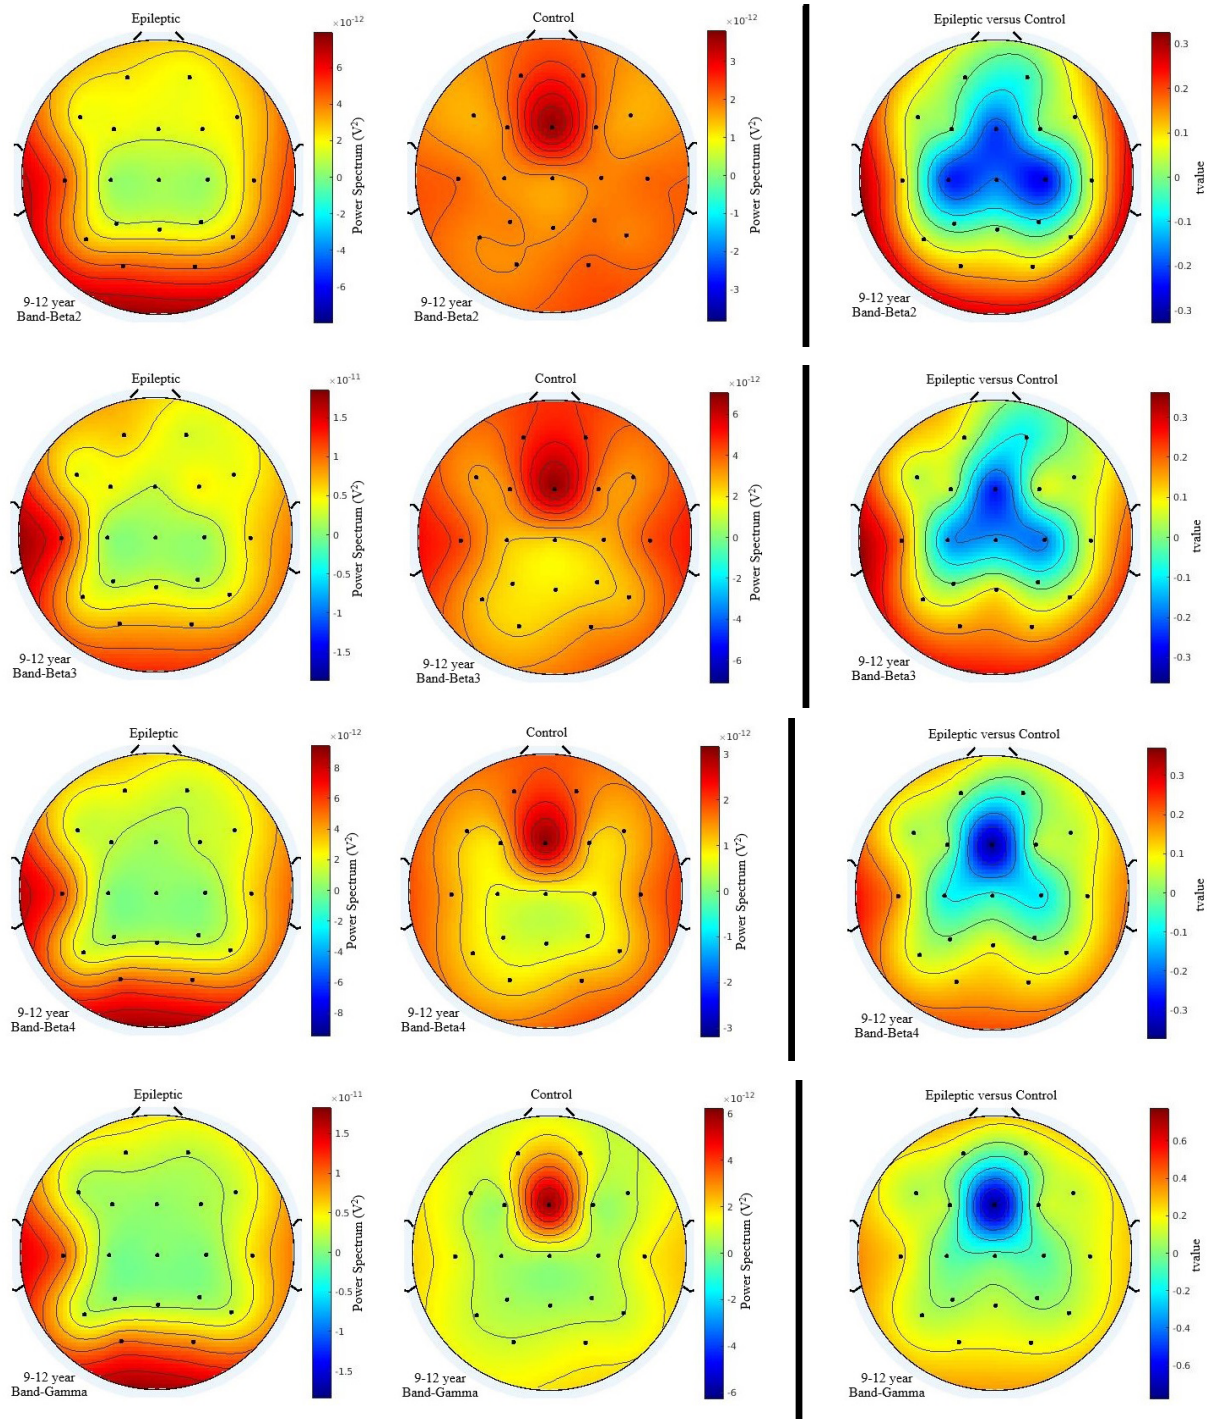 Epileptic
×10⁻¹²
6
4
2
0
-2
-4
-6
Power Spectrum (V²)
9-12 year
Band-Beta2
Control
×10⁻¹²
3
2
1
0
-1
-2
-3
Power Spectrum (V²)
9-12 year
Band-Beta2
Epileptic versus Control
0.3
0.2
0.1
0
-0.1
-0.2
-0.3
tvalue
9-12 year
Band-Beta2
Epileptic
×10⁻¹¹
1.5
1
0.5
0
-0.5
-1
-1.5
Power Spectrum (V²)
9-12 year
Band-Beta3
Control
×10⁻¹²
6
4
2
0
-2
-4
-6
Power Spectrum (V²)
9-12 year
Band-Beta3
Epileptic versus Control
0.3
0.2
0.1
0
-0.1
-0.2
-0.3
tvalue
9-12 year
Band-Beta3
Epileptic
×10⁻¹²
8
6
4
2
0
-2
-4
-6
-8
Power Spectrum (V²)
9-12 year
Band-Beta4
Control
×10⁻¹²
3
2
1
0
-1
-2
-3
Power Spectrum (V²)
9-12 year
Band-Beta4
Epileptic versus Control
0.3
0.2
0.1
0
-0.1
-0.2
-0.3
tvalue
9-12 year
Band-Beta4
Epileptic
×10⁻¹¹
1.5
1
0.5
0
-0.5
-1
-1.5
Power Spectrum (V²)
9-12 year
Band-Gamma
Control
×10⁻¹²
6
4
2
0
-2
-4
-6
Power Spectrum (V²)
9-12 year
Band-Gamma
Epileptic versus Control
0.6
0.4
0.2
0
-0.2
-0.4
-0.6
tvalue
9-12 year
Band-Gamma